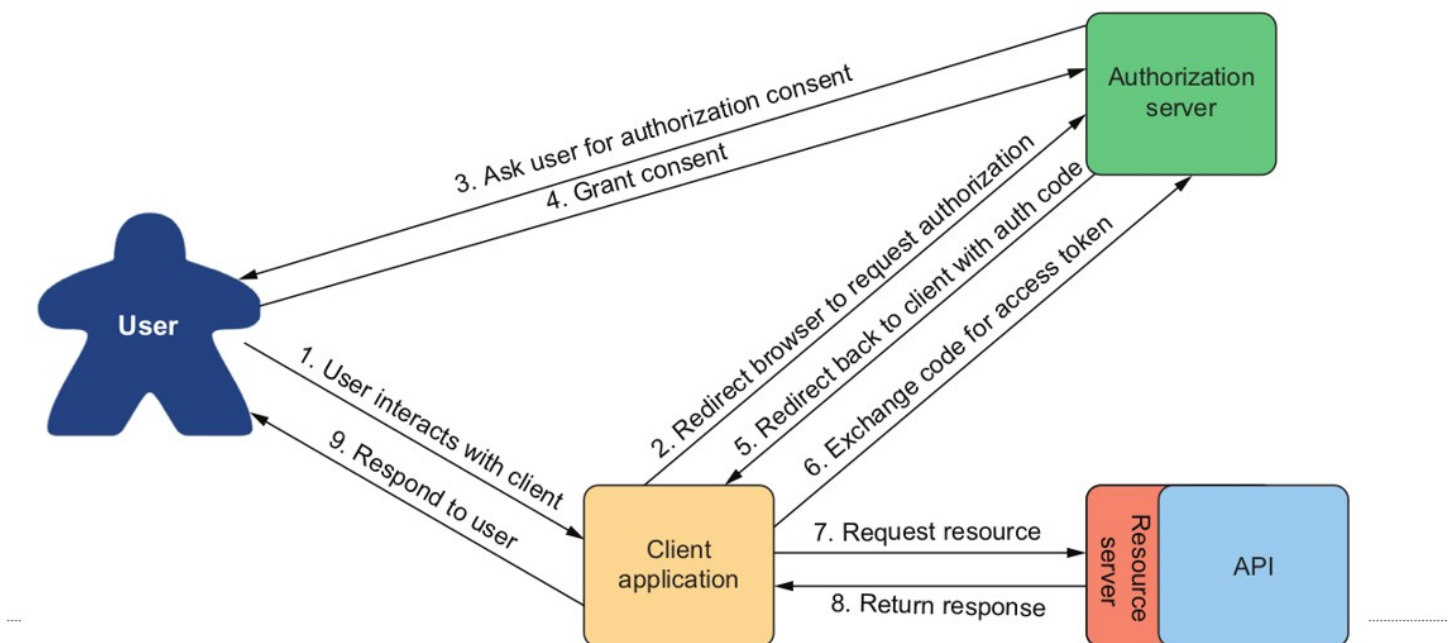 Authorization
server
3. Ask user for authorization consent
4. Grant consent
2. Redirect browser to request authorization
5. Redirect back to client with auth code
6. Exchange code for access token
User
1. User interacts with client
9. Respond to user
Client
application
7. Request resource
8. Return response
Resource
server
API